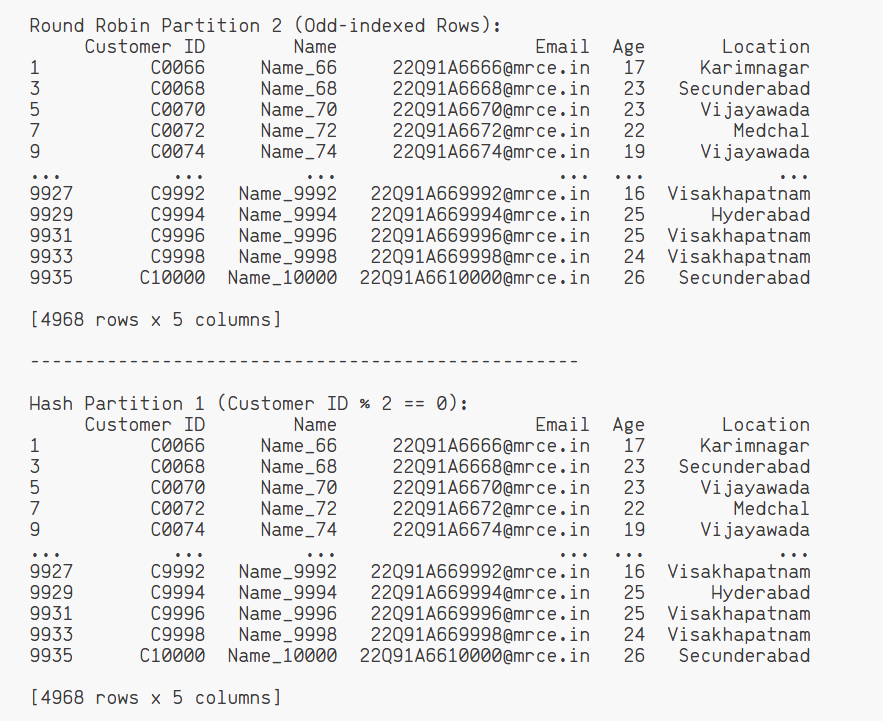 Round Robin Partition 2 (Odd-indexed Rows):
     Customer ID        Name                  Email  Age       Location
1          C0066     Name_66     22Q91A6666@mrce.in   17     Karimnagar
3          C0068     Name_68     22Q91A6668@mrce.in   23   Secunderabad
5          C0070     Name_70     22Q91A6670@mrce.in   23     Vijayawada
7          C0072     Name_72     22Q91A6672@mrce.in   22        Medchal
9          C0074     Name_74     22Q91A6674@mrce.in   19     Vijayawada
...          ...         ...                    ...  ...            ...
9927       C9992   Name_9992   22Q91A669992@mrce.in   16  Visakhapatnam
9929       C9994   Name_9994   22Q91A669994@mrce.in   25      Hyderabad
9931       C9996   Name_9996   22Q91A669996@mrce.in   25  Visakhapatnam
9933       C9998   Name_9998   22Q91A669998@mrce.in   24  Visakhapatnam
9935      C10000  Name_10000  22Q91A6610000@mrce.in   26   Secunderabad
[4968 rows x 5 columns]
--------------------------------------------------
Hash Partition 1 (Customer ID % 2 == 0):
     Customer ID        Name                  Email  Age       Location
1          C0066     Name_66     22Q91A6666@mrce.in   17     Karimnagar
3          C0068     Name_68     22Q91A6668@mrce.in   23   Secunderabad
5          C0070     Name_70     22Q91A6670@mrce.in   23     Vijayawada
7          C0072     Name_72     22Q91A6672@mrce.in   22        Medchal
9          C0074     Name_74     22Q91A6674@mrce.in   19     Vijayawada
...          ...         ...                    ...  ...            ...
9927       C9992   Name_9992   22Q91A669992@mrce.in   16  Visakhapatnam
9929       C9994   Name_9994   22Q91A669994@mrce.in   25      Hyderabad
9931       C9996   Name_9996   22Q91A669996@mrce.in   25  Visakhapatnam
9933       C9998   Name_9998   22Q91A669998@mrce.in   24  Visakhapatnam
9935      C10000  Name_10000  22Q91A6610000@mrce.in   26   Secunderabad
[4968 rows x 5 columns]